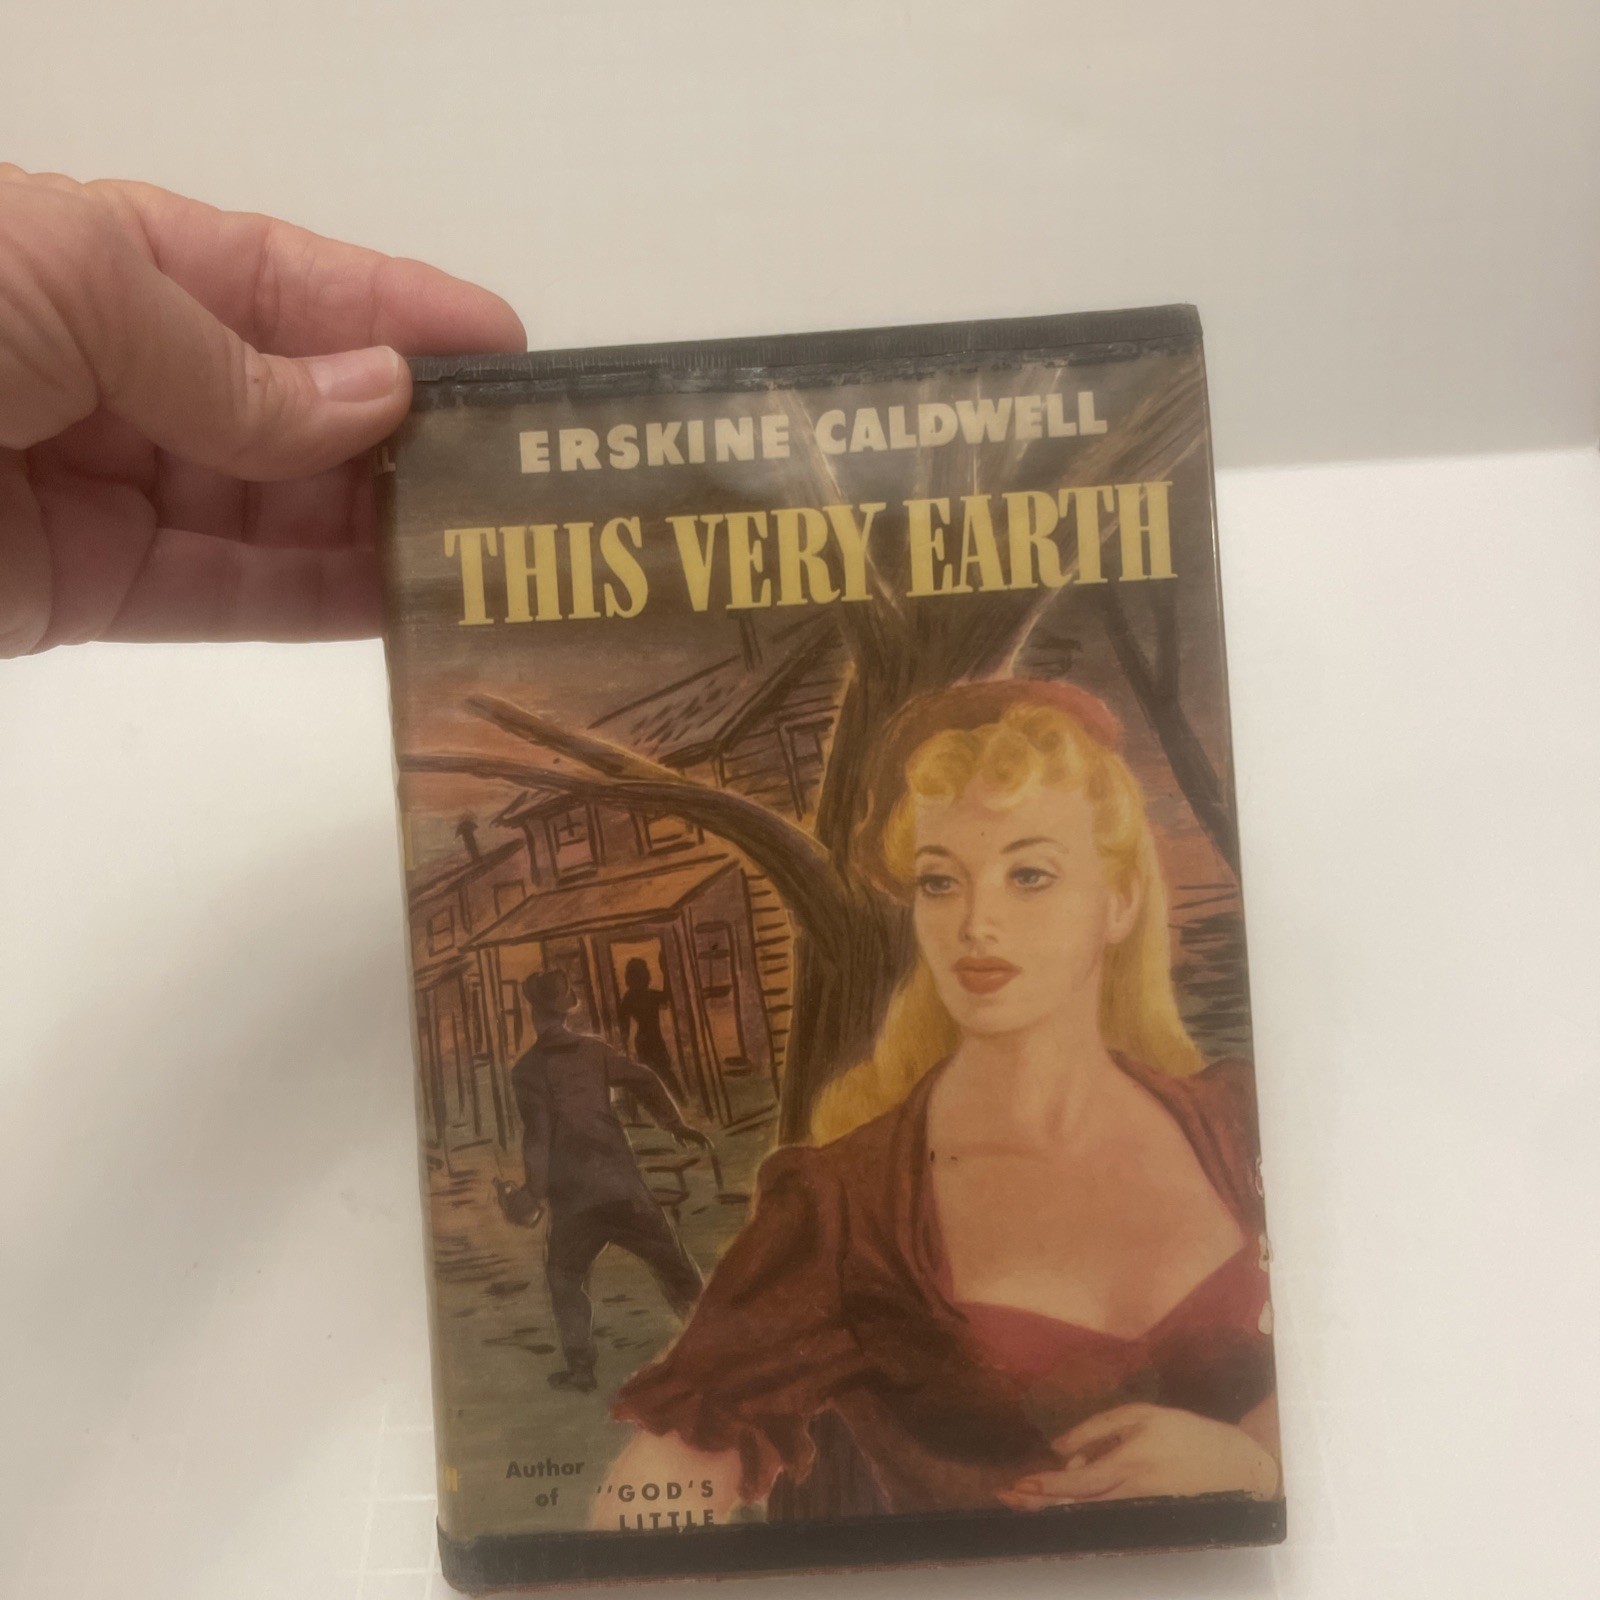 ERSKINE CALDWELL
THIS VERY EARTH
Author
of "GOD'S
LITTLE